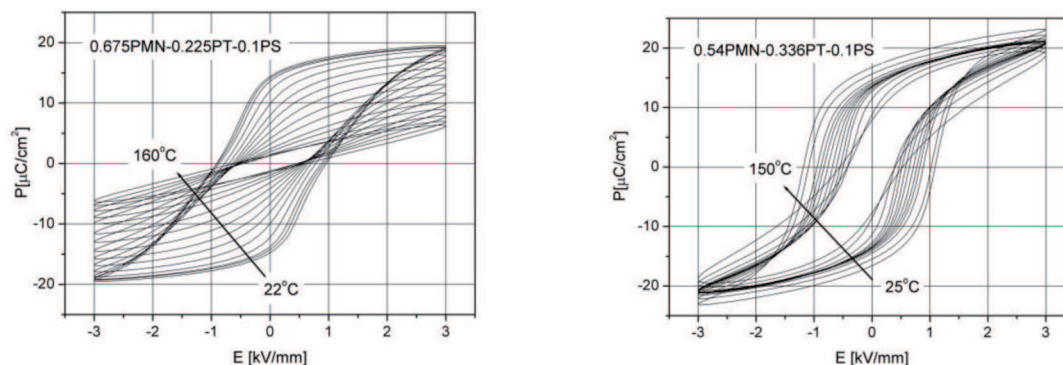 0.675PMN-0.225PT-0.1PS
20
10
0
-10
-20
P[μC/cm²]
160°C
22°C
-3 -2 -1 0 1 2 3
E [kV/mm]
0.54PMN-0.336PT-0.1PS
20
10
0
-10
-20
P[μC/cm²]
150°C
25°C
-3 -2 -1 0 1 2 3
E [kV/mm]